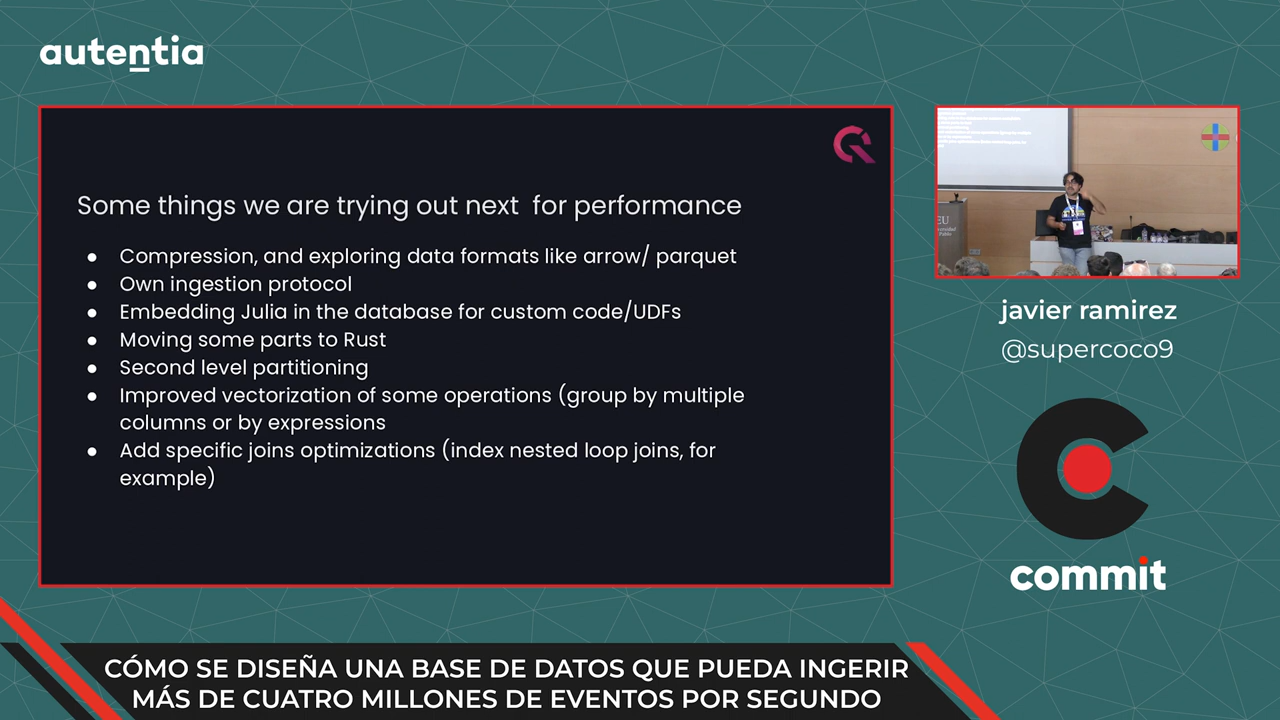 autentia
Some things we are trying out next for performance
● Compression, and exploring data formats like arrow/ parquet
● Own ingestion protocol
● Embedding Julia in the database for custom code/UDFs
● Moving some parts to Rust
● Second level partitioning
● Improved vectorization of some operations (group by multiple
columns or by expressions
● Add specific joins optimizations (index nested loop joins, for
example)
javier ramirez
@supercoco9
commit
CÓMO SE DISEÑA UNA BASE DE DATOS QUE PUEDA INGERIR
MÁS DE CUATRO MILLONES DE EVENTOS POR SEGUNDO